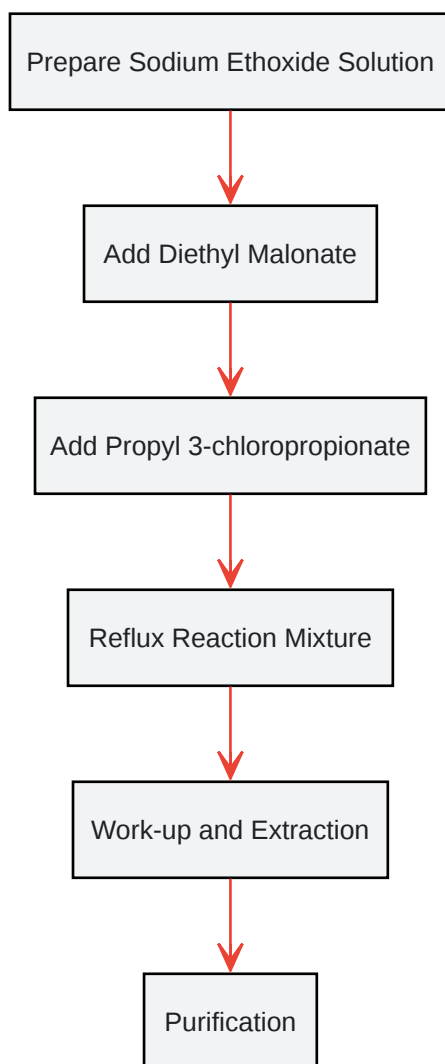 Prepare Sodium Ethoxide Solution
Add Diethyl Malonate
Add Propyl 3-chloropropionate
Reflux Reaction Mixture
Work-up and Extraction
Purification